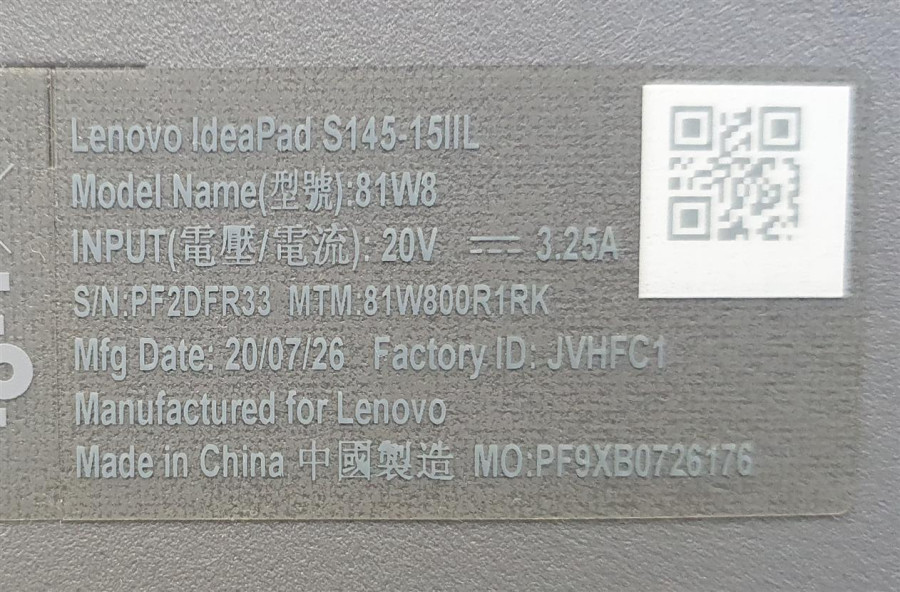 Lenovo IdeaPad S145-15IIL
Model Name(型號):81W8
INPUT(電壓/電流): 20V ⎓ 3.25A
S/N:PF2DFR33 MTM:81W800R1RK
Mfg Date: 20/07/26 Factory ID: JVHFC1
Manufactured for Lenovo
Made in China 中國製造 MO:PF9XB0726176